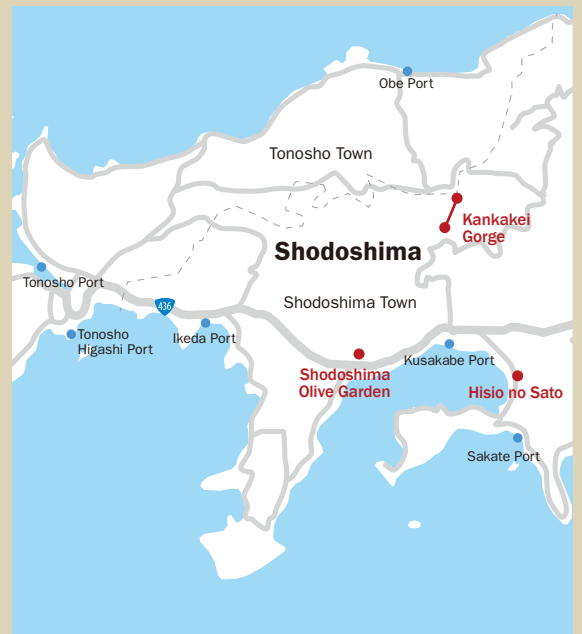 Obe Port
Tonosho Town
Kankakei
Gorge
Shodoshima
Tonosho Port
Shodoshima Town
436
Tonosho
Higashi Port
Ikeda Port
Kusakabe Port
Shodoshima
Olive Garden
Hisio no Sato
Sakate Port